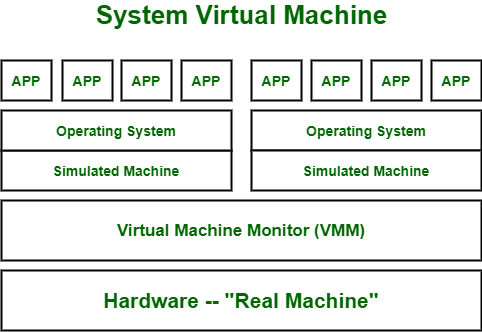 System Virtual Machine
APP APP APP APP APP APP APP APP
Operating System Operating System
Simulated Machine Simulated Machine
Virtual Machine Monitor (VMM)
Hardware -- "Real Machine"